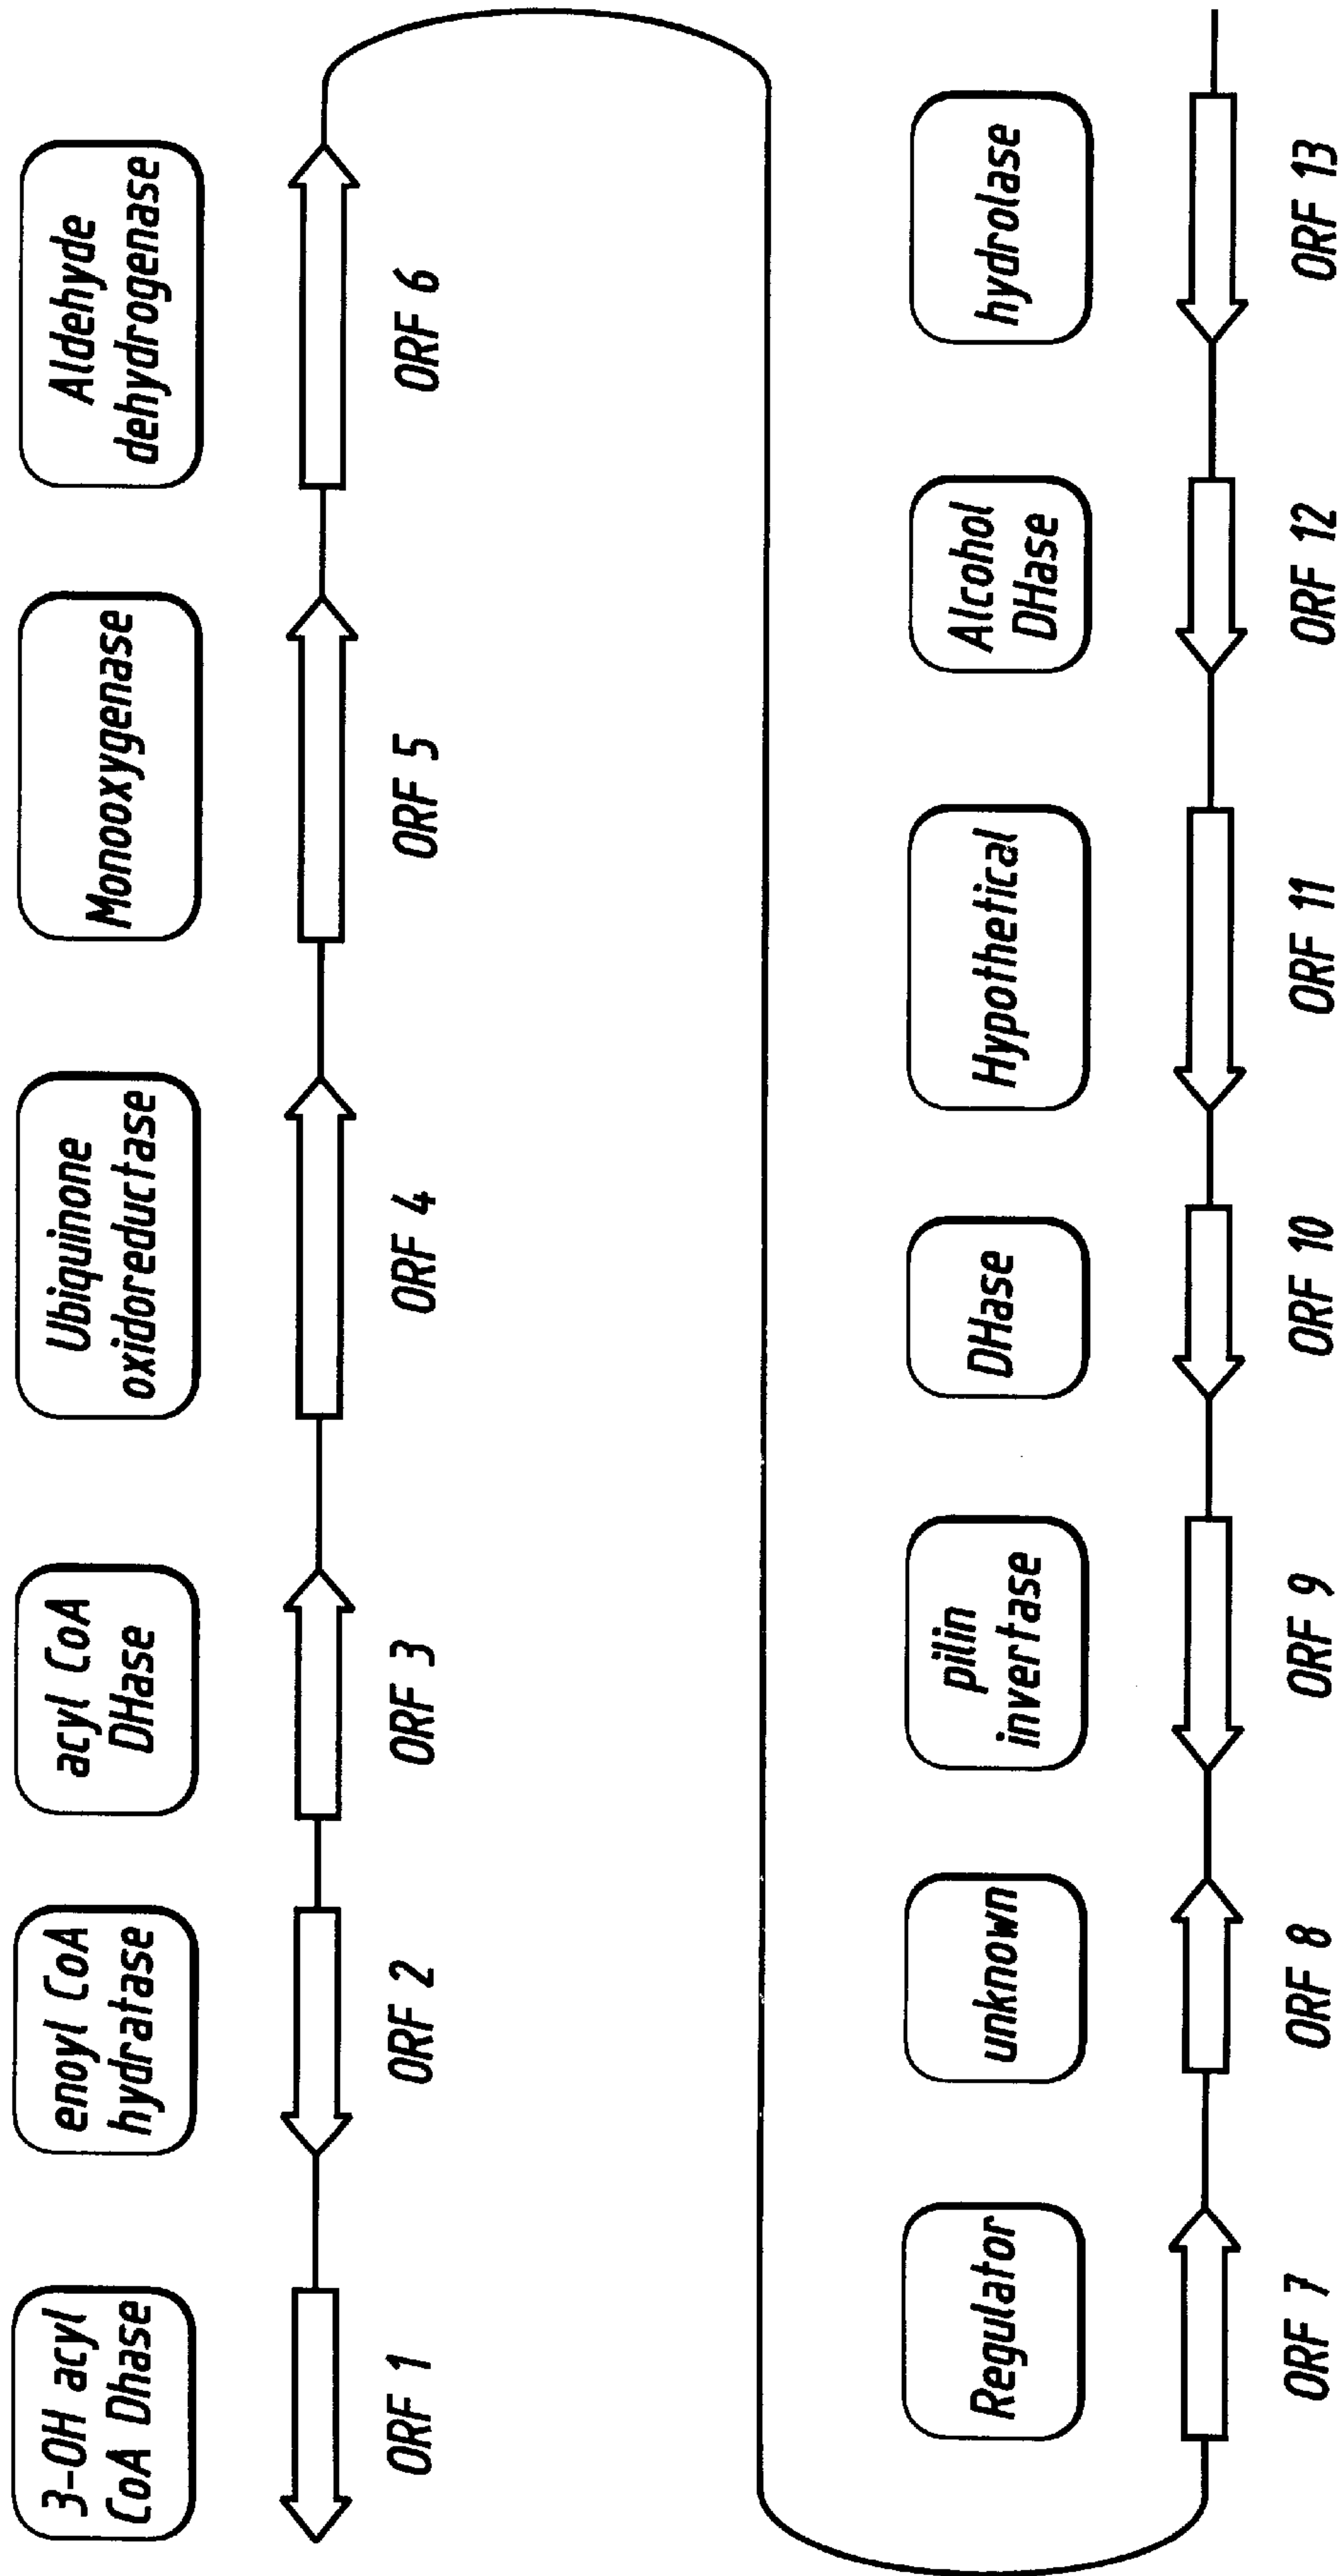 3-OH acyl
CoA Dhase
enoyl CoA
hydratase
acyl CoA
DHase
Ubiquinone
oxidoreductase
Monooxygenase
Aldehyde
dehydrogenase
ORF 1
ORF 2
ORF 3
ORF 4
ORF 5
ORF 6
Regulator
unknown
pilin
invertase
DHase
Hypothetical
Alcohol
DHase
hydrolase
ORF 7
ORF 8
ORF 9
ORF 10
ORF 11
ORF 12
ORF 13